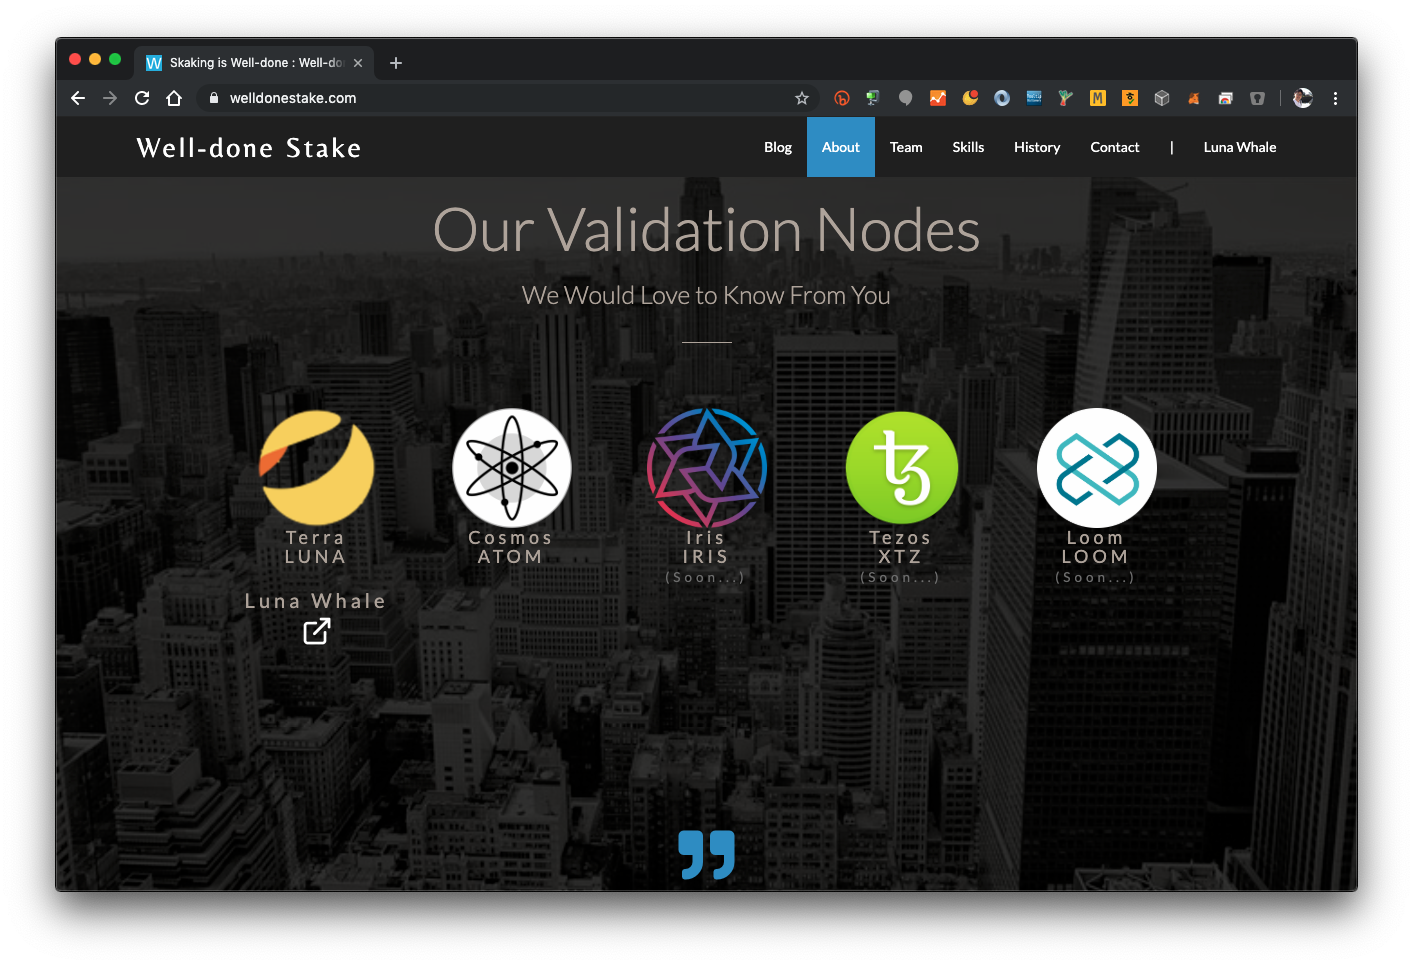 Skaking is Well-done : Well-do
welldonestake.com
Well-done Stake
Blog
About
Team
Skills
History
Contact
|
Luna Whale
Our Validation Nodes
We Would Love to Know From You
Terra
LUNA
Cosmos
ATOM
Iris
IRIS
(Soon...)
Tezos
XTZ
(Soon...)
Loom
LOOM
(Soon...)
Luna Whale